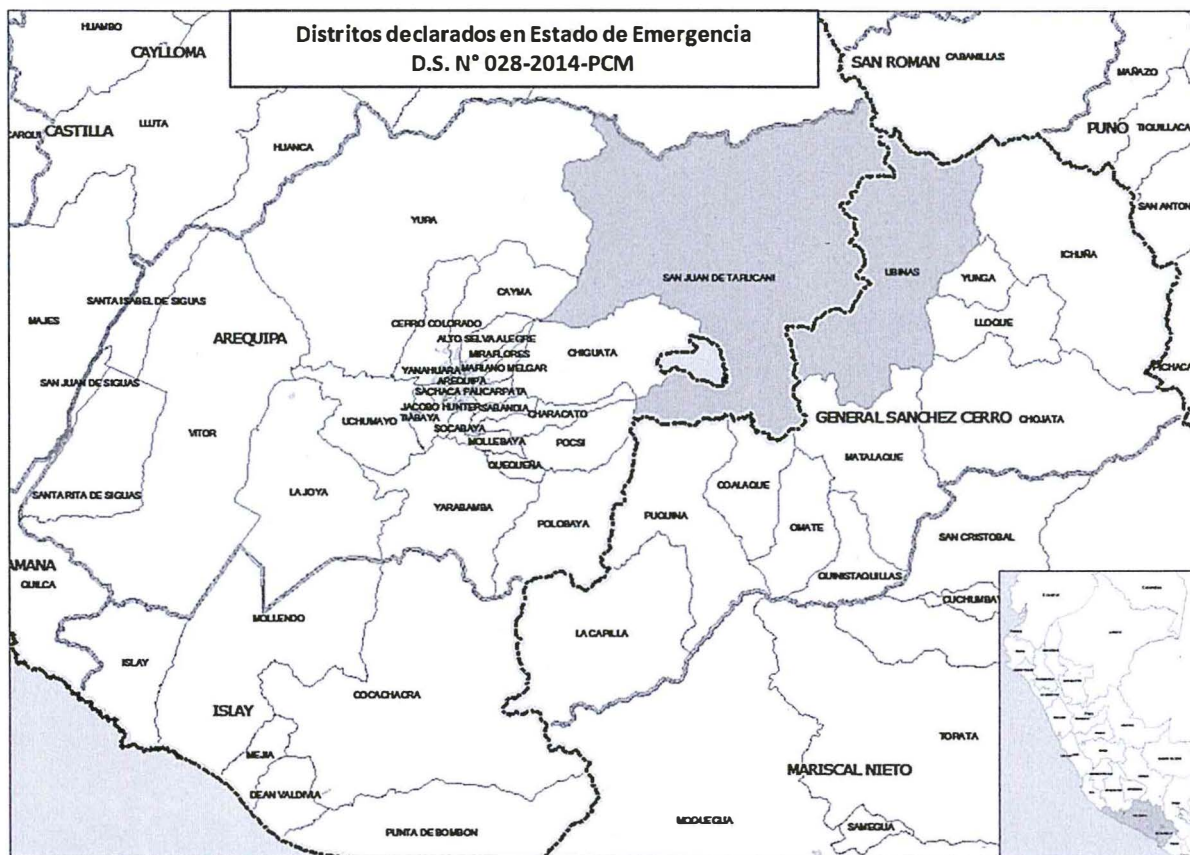 Distritos declarados en Estado de Emergencia
D.S. N° 028-2014-PCM
HUAMBO
CAYLLOMA
SAN ROMAN
CABANILLAS
MAÑAZO
CASTILLA
LLUTA
HUANCA
PUNO
TIQUILLACA
YURA
SAN ANTON
ICHUÑA
SAN JUAN DE TARUCANI
UBINAS
YUNGA
CAYMA
SANTA ISABEL DE SIGUAS
MAJES
CERRO COLORADO
LLOQUE
AREQUIPA
ALTO SELVA ALEGRE
MIRAFLORES
CHIGUATA
YANAHUARA
MARIANO MELGAR
PICHACA
AREQUIPA
SAN JUAN DE SIGUAS
SACHACA
PAUCARPATA
JACOBO HUNTER
SABANDIA
CHARACATO
UCHUMAYO
TIABAYA
GENERAL SANCHEZ CERRO
CHOJATA
SOCABAYA
VITOR
MOLLEBAYA
POCSI
MATALAQUE
QUEQUEÑA
SANTA RITA DE SIGUAS
LA JOYA
COALAQUE
YARABAMBA
PUQUINA
POLOBAYA
OMATE
SAN CRISTOBAL
AMANA
QUILCA
QUINISTAQUILLAS
CUCHUMBAY
MOLLENDO
LA CAPILLA
ISLAY
COCACHACRA
ISLAY
TORATA
MEJIA
MARISCAL NIETO
DEAN VALDIVIA
PUNTA DE BOMBON
MOQUEGUA
SAMEGUA